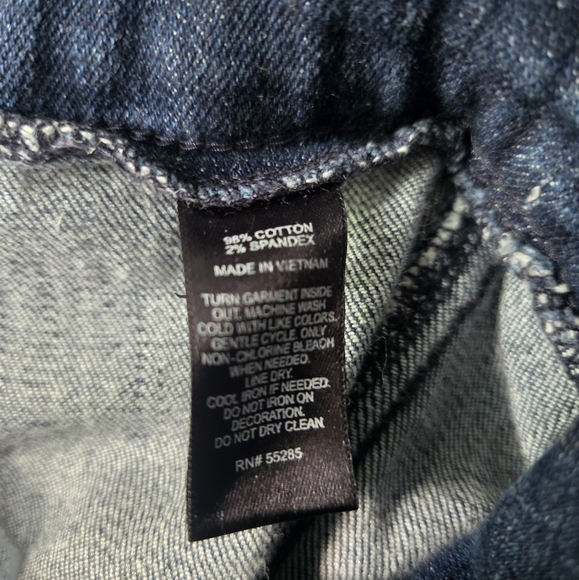 98% COTTON
2% SPANDEX
MADE IN VIETNAM
TURN GARMENT INSIDE
OUT. MACHINE WASH
COLD WITH LIKE COLORS.
GENTLE CYCLE. ONLY
NON-CHLORINE BLEACH
WHEN NEEDED.
LINE DRY.
COOL IRON IF NEEDED.
DO NOT IRON ON
DECORATION.
DO NOT DRY CLEAN.
RN# 55285